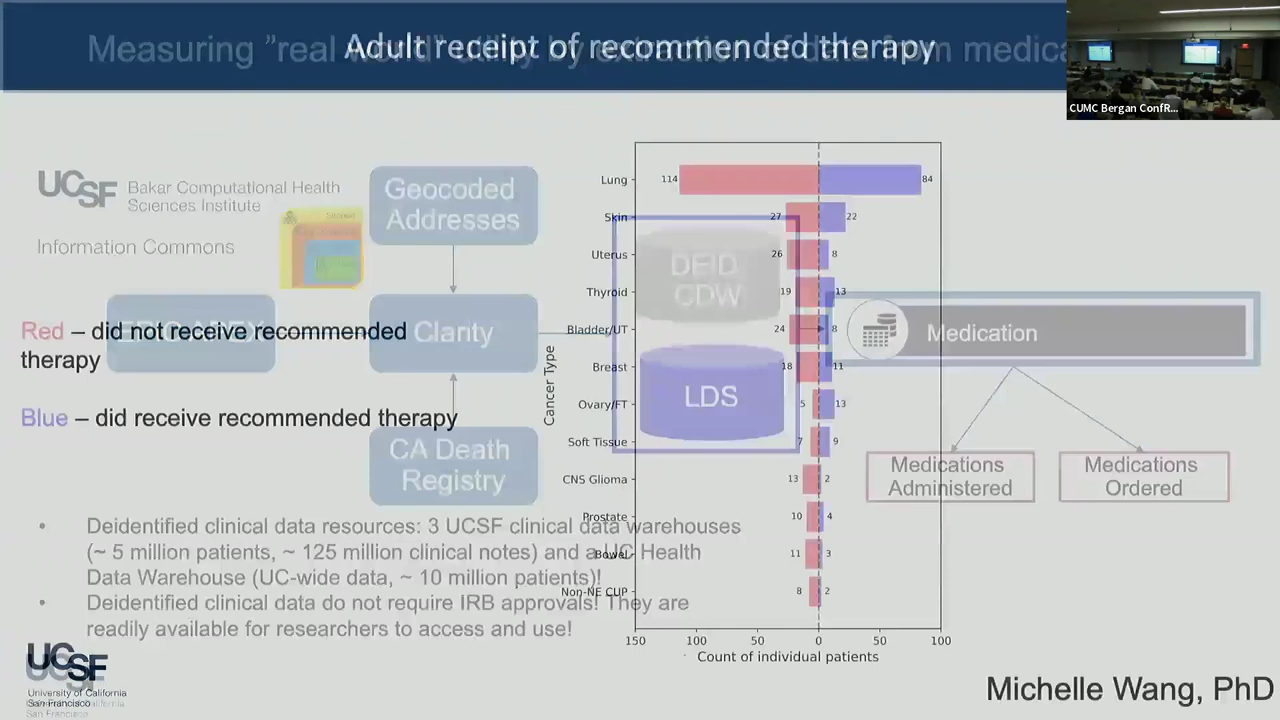 Adult receipt of recommended therapy
Measuring ”real
by extraction of data from medica
CUMC Bergan ConfR...
UCSF
Bakar Computational Health
Sciences Institute
Information Commons
Geocoded
Addresses
Clarity
CA Death
Registry
DEID
CDW
LDS
Medication
Medications
Administered
Medications
Ordered
Red – did not receive recommended
therapy
Blue – did receive recommended therapy
Cancer Type
Lung 114 84
Skin 27 22
Uterus 26 8
Thyroid 19 13
Bladder/UT 24 8
Breast 18 11
Ovary/FT 5 13
Soft Tissue 7 9
CNS Glioma 13 2
Prostate 10 4
Bowel 11 3
Non-NE CUP 8 2
150 100 50 0 50 100
Count of individual patients
• Deidentified clinical data resources: 3 UCSF clinical data warehouses
(~ 5 million patients, ~ 125 million clinical notes) and a UC Health
Data Warehouse (UC-wide data, ~ 10 million patients)!
• Deidentified clinical data do not require IRB approvals! They are
readily available for researchers to access and use!
UCSF
University of California
San Francisco
Michelle Wang, PhD